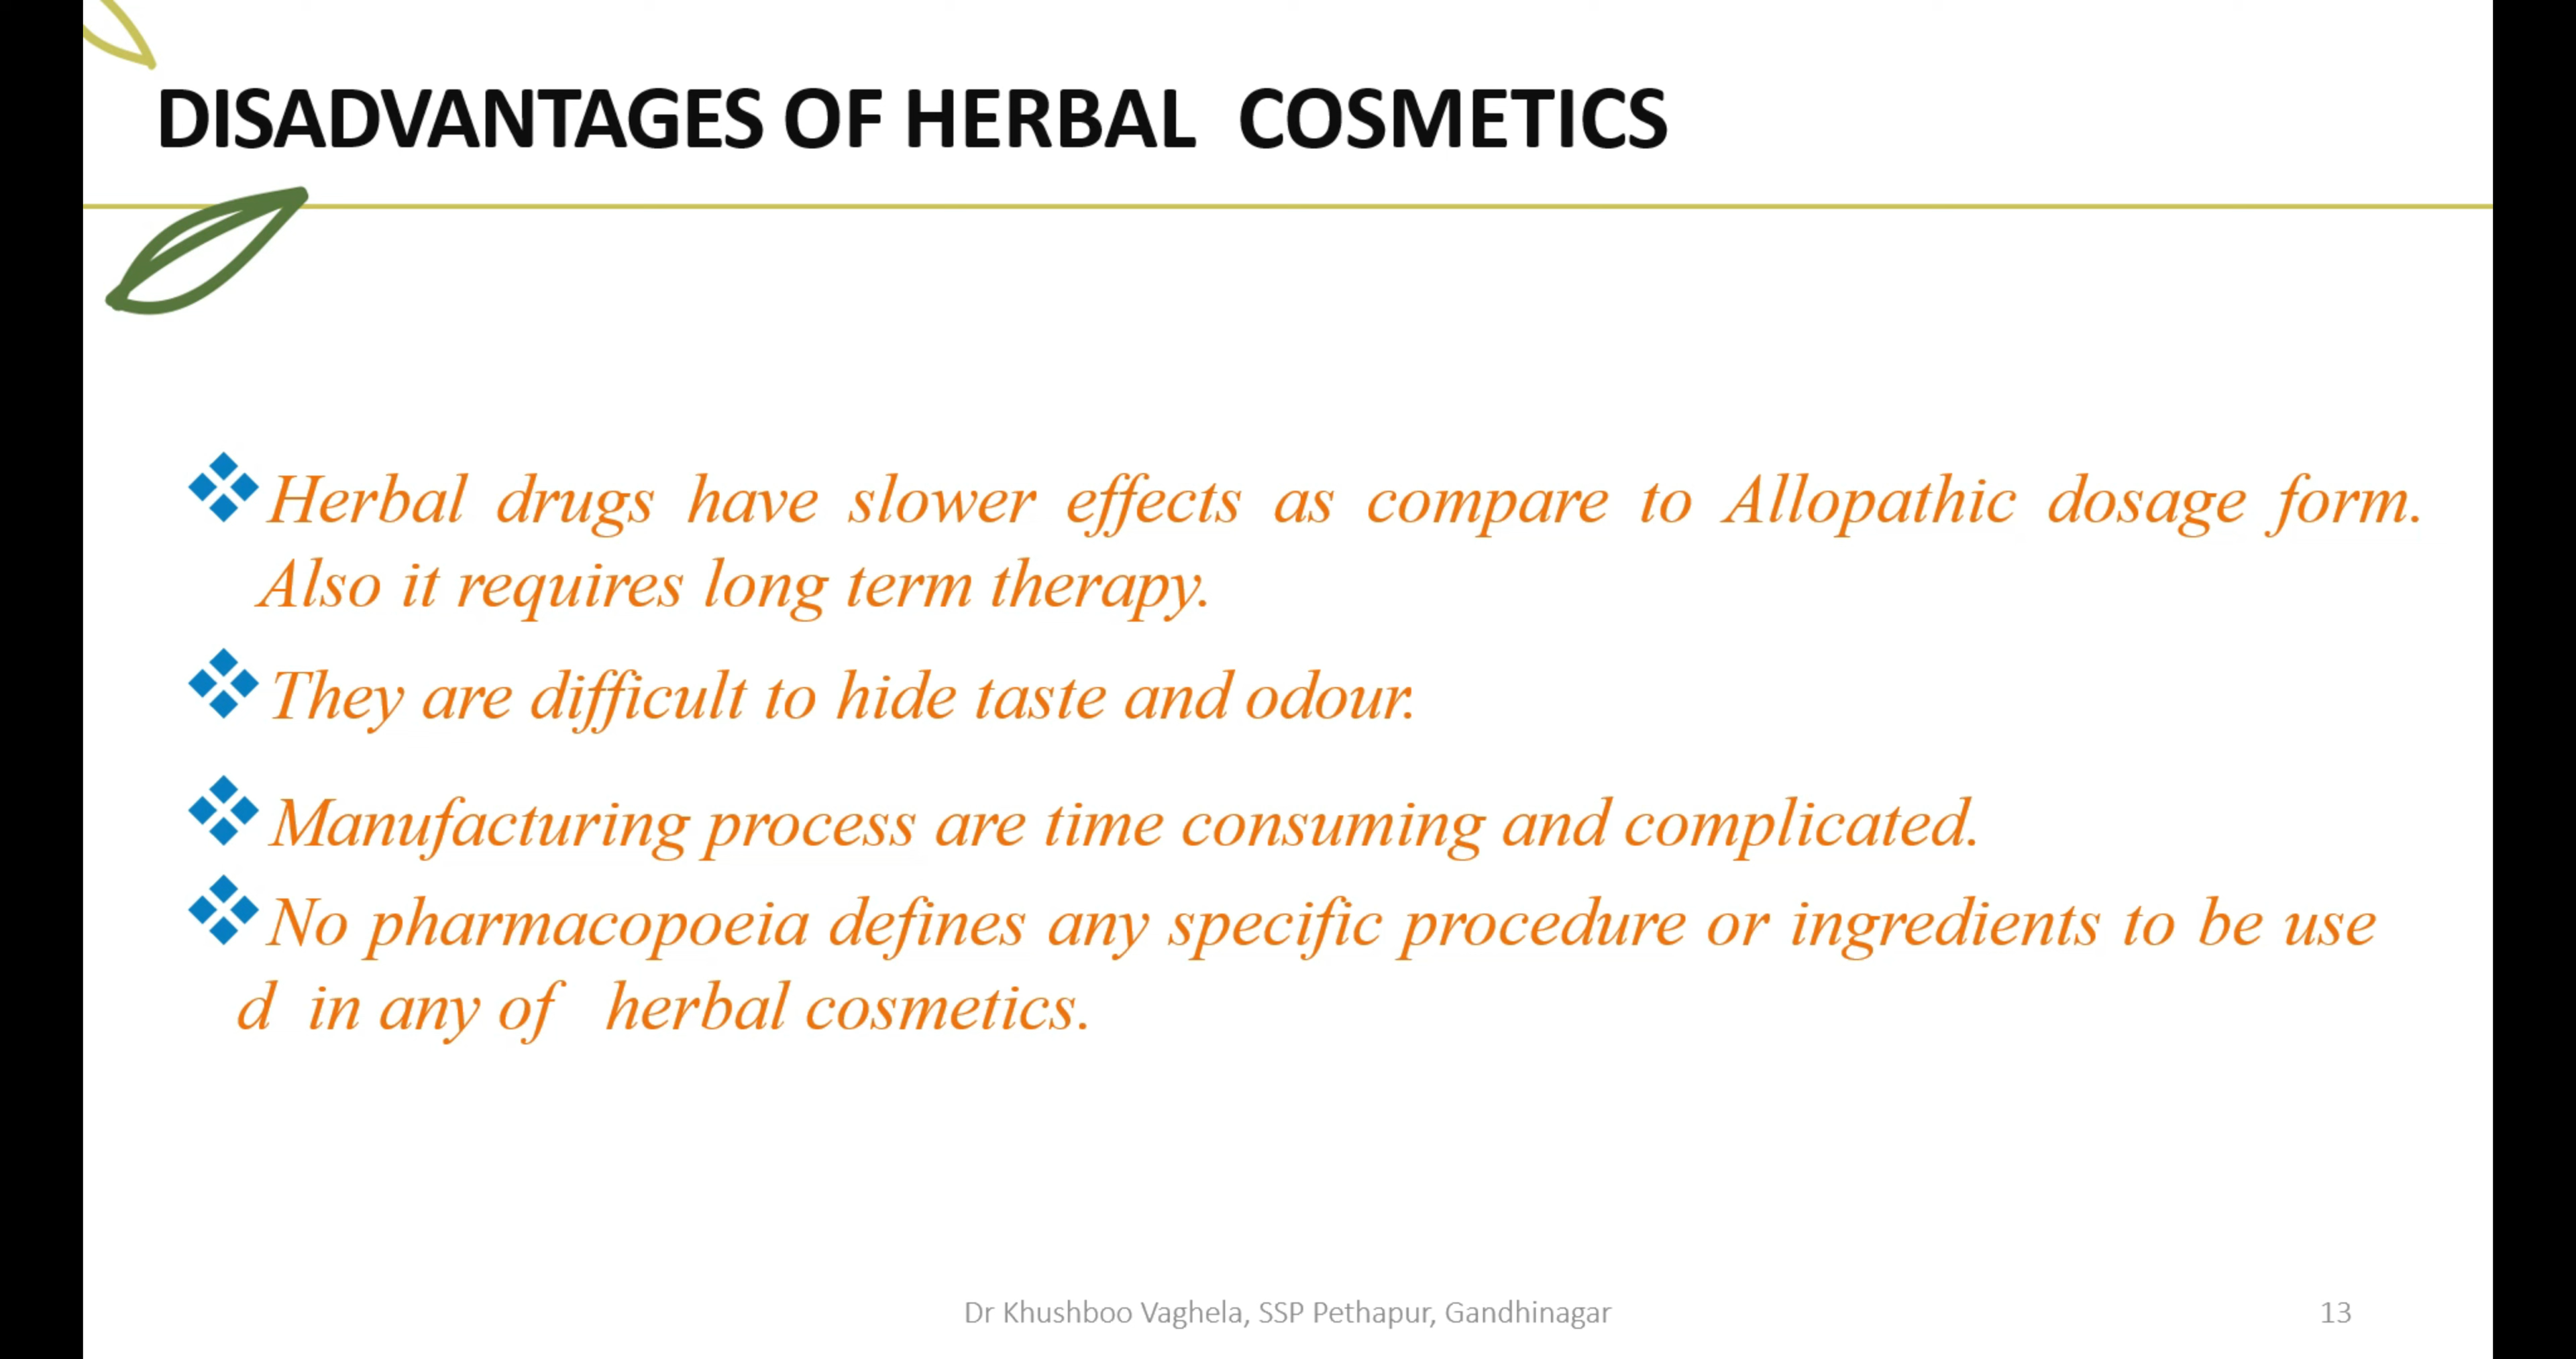 DISADVANTAGES OF HERBAL  COSMETICS
Herbal drugs have slower effects as compare to Allopathic dosage form.
Also it requires long term therapy.
They are difficult to hide taste and odour.
Manufacturing process are time consuming and complicated.
No pharmacopoeia defines any specific procedure or ingredients to be use
d  in any of   herbal cosmetics.
Dr Khushboo Vaghela, SSP Pethapur, Gandhinagar
13